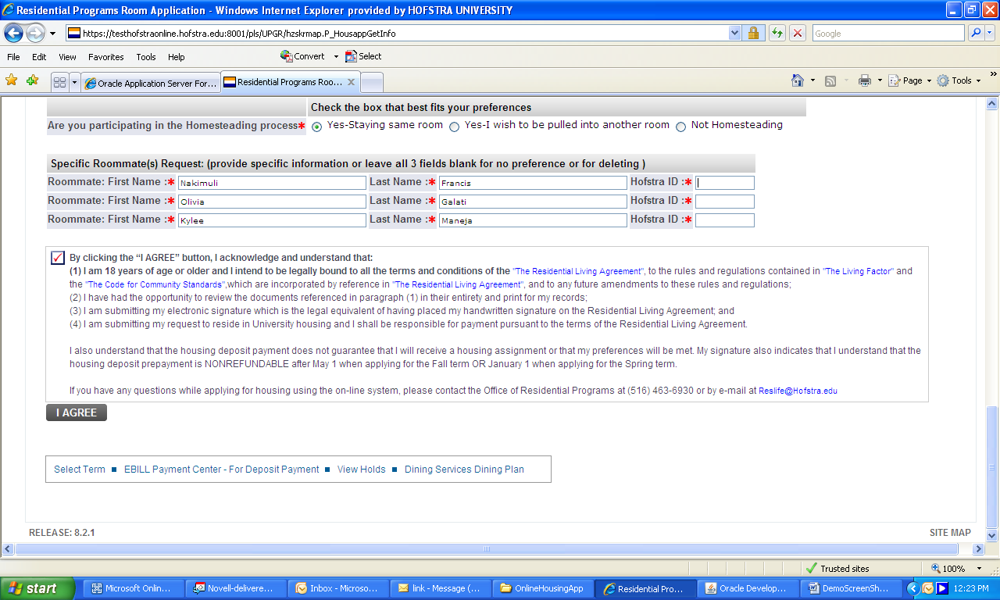 Residential Programs Room Application - Windows Internet Explorer provided by HOFSTRA UNIVERSITY
https://testhofstraonline.hofstra.edu:8001/pls/UPGR/hzskrmap.P_HousappGetInfo
Google
File Edit View Favorites Tools Help Convert Select
Oracle Application Server For... Residential Programs Roo... Page Tools
Check the box that best fits your preferences
Are you participating in the Homesteading process* Yes-Staying same room Yes-I wish to be pulled into another room Not Homesteading
Specific Roommate(s) Request: (provide specific information or leave all 3 fields blank for no preference or for deleting )
Roommate: First Name :* Nakimuli Last Name :* Francis Hofstra ID :*
Roommate: First Name :* Olivia Last Name :* Galati Hofstra ID :*
Roommate: First Name :* Kylee Last Name :* Maneja Hofstra ID :*
By clicking the “I AGREE” button, I acknowledge and understand that:
(1) I am 18 years of age or older and I intend to be legally bound to all the terms and conditions of the "The Residential Living Agreement", to the rules and regulations contained in "The Living Factor" and
the "The Code for Community Standards",which are incorporated by reference in "The Residential Living Agreement", and to any future amendments to these rules and regulations;
(2) I have had the opportunity to review the documents referenced in paragraph (1) in their entirety and print for my records;
(3) I am submitting my electronic signature which is the legal equivalent of having placed my handwritten signature on the Residential Living Agreement; and
(4) I am submitting my request to reside in University housing and I shall be responsible for payment pursuant to the terms of the Residential Living Agreement.
I also understand that the housing deposit payment does not guarantee that I will receive a housing assignment or that my preferences will be met. My signature also indicates that I understand that the
housing deposit prepayment is NONREFUNDABLE after May 1 when applying for the Fall term OR January 1 when applying for the Spring term.
If you have any questions while applying for housing using the on-line system, please contact the Office of Residential Programs at (516) 463-6930 or by e-mail at Reslife@Hofstra.edu
I AGREE
Select Term EBILL Payment Center - For Deposit Payment View Holds Dining Services Dining Plan
RELEASE: 8.2.1 SITE MAP
Trusted sites 100%
start Microsoft Onlin... Novell-delivere... Inbox - Microso... link - Message (... OnlineHousingApp Residential Pro... Oracle Develop... DemoScreenSh... 12:23 PM